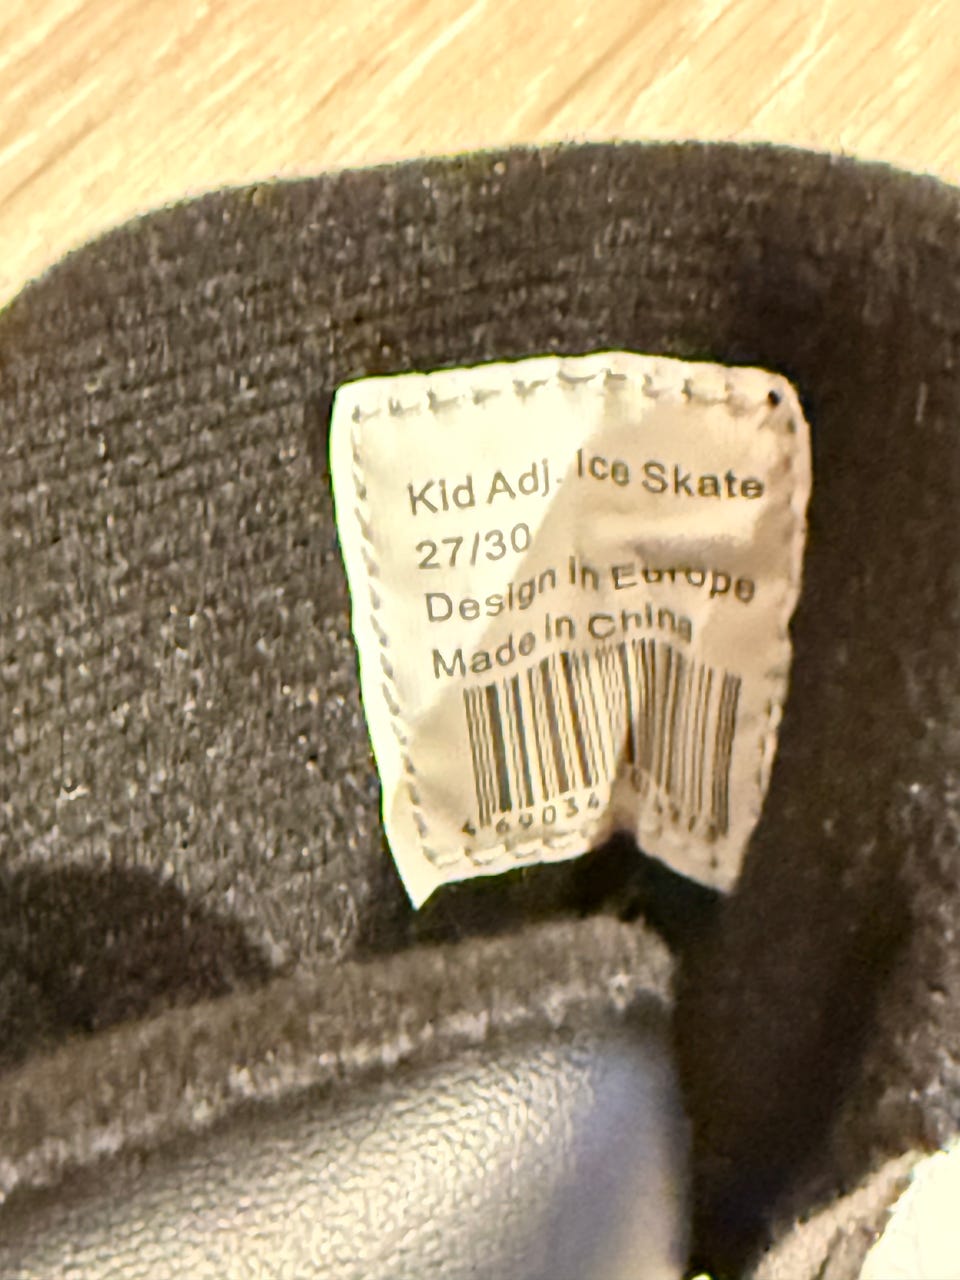 Kid Adj. Ice Skate
27/30
Design in Europe
Made in China